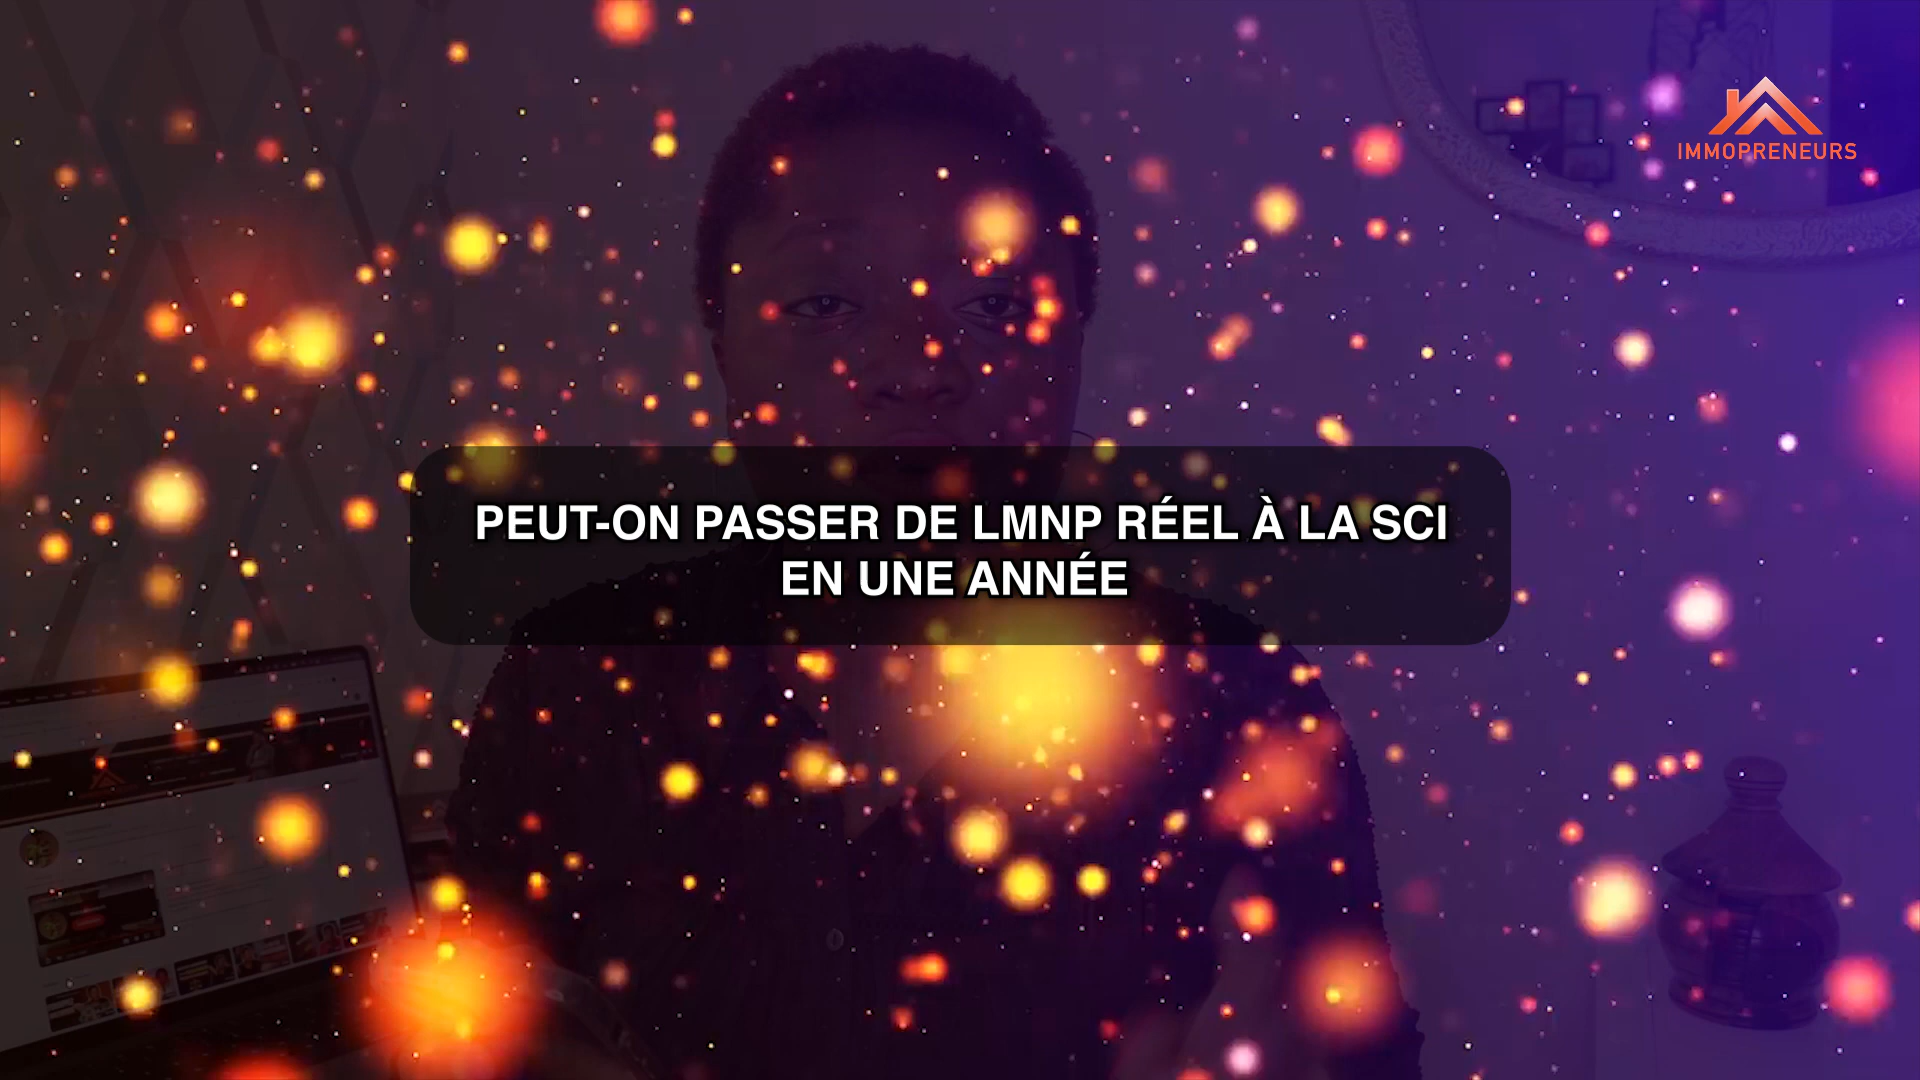 IMMOPRENEURS
PEUT-ON PASSER DE LMNP RÉEL À LA SCI
EN UNE ANNÉE